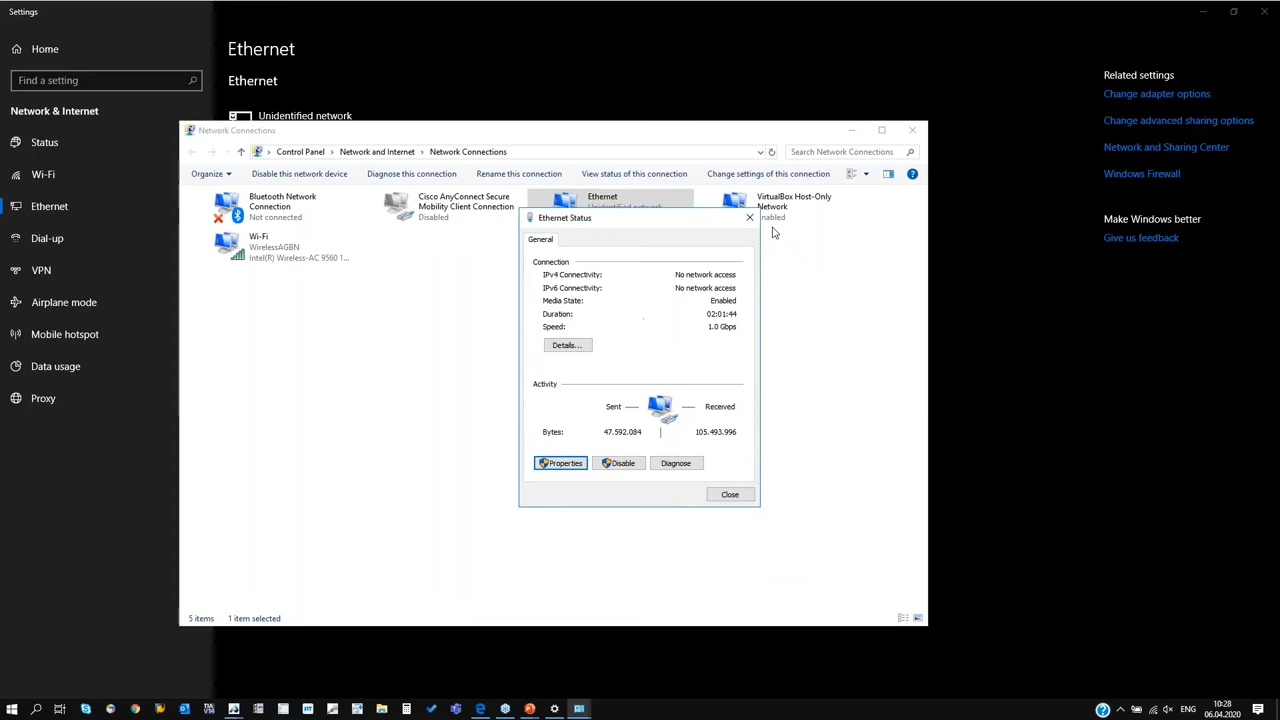 Settings
Home
Find a setting
Network & Internet
Status
Wi-Fi
Ethernet
Dial-up
VPN
Airplane mode
Mobile hotspot
Data usage
Proxy
Ethernet
Ethernet
Unidentified network
Related settings
Change adapter options
Change advanced sharing options
Network and Sharing Center
Windows Firewall
Make Windows better
Give us feedback
Network Connections
Control Panel › Network and Internet › Network Connections
Search Network Connections
Organize
Disable this network device
Diagnose this connection
Rename this connection
View status of this connection
Change settings of this connection
Bluetooth Network
Connection
Not connected
Cisco AnyConnect Secure
Mobility Client Connection
Disabled
Ethernet
Unidentified network
VirtualBox Host-Only
Network
nabled
Wi-Fi
WirelessAGBN
Intel(R) Wireless-AC 9560 1...
Ethernet Status
General
Connection
IPv4 Connectivity: No network access
IPv6 Connectivity: No network access
Media State: Enabled
Duration: 02:01:44
Speed: 1.0 Gbps
Details...
Activity
Sent — Received
Bytes: 47.592.084 | 105.493.996
Properties
Disable
Diagnose
Close
5 items
1 item selected
10:28
06.04.2020